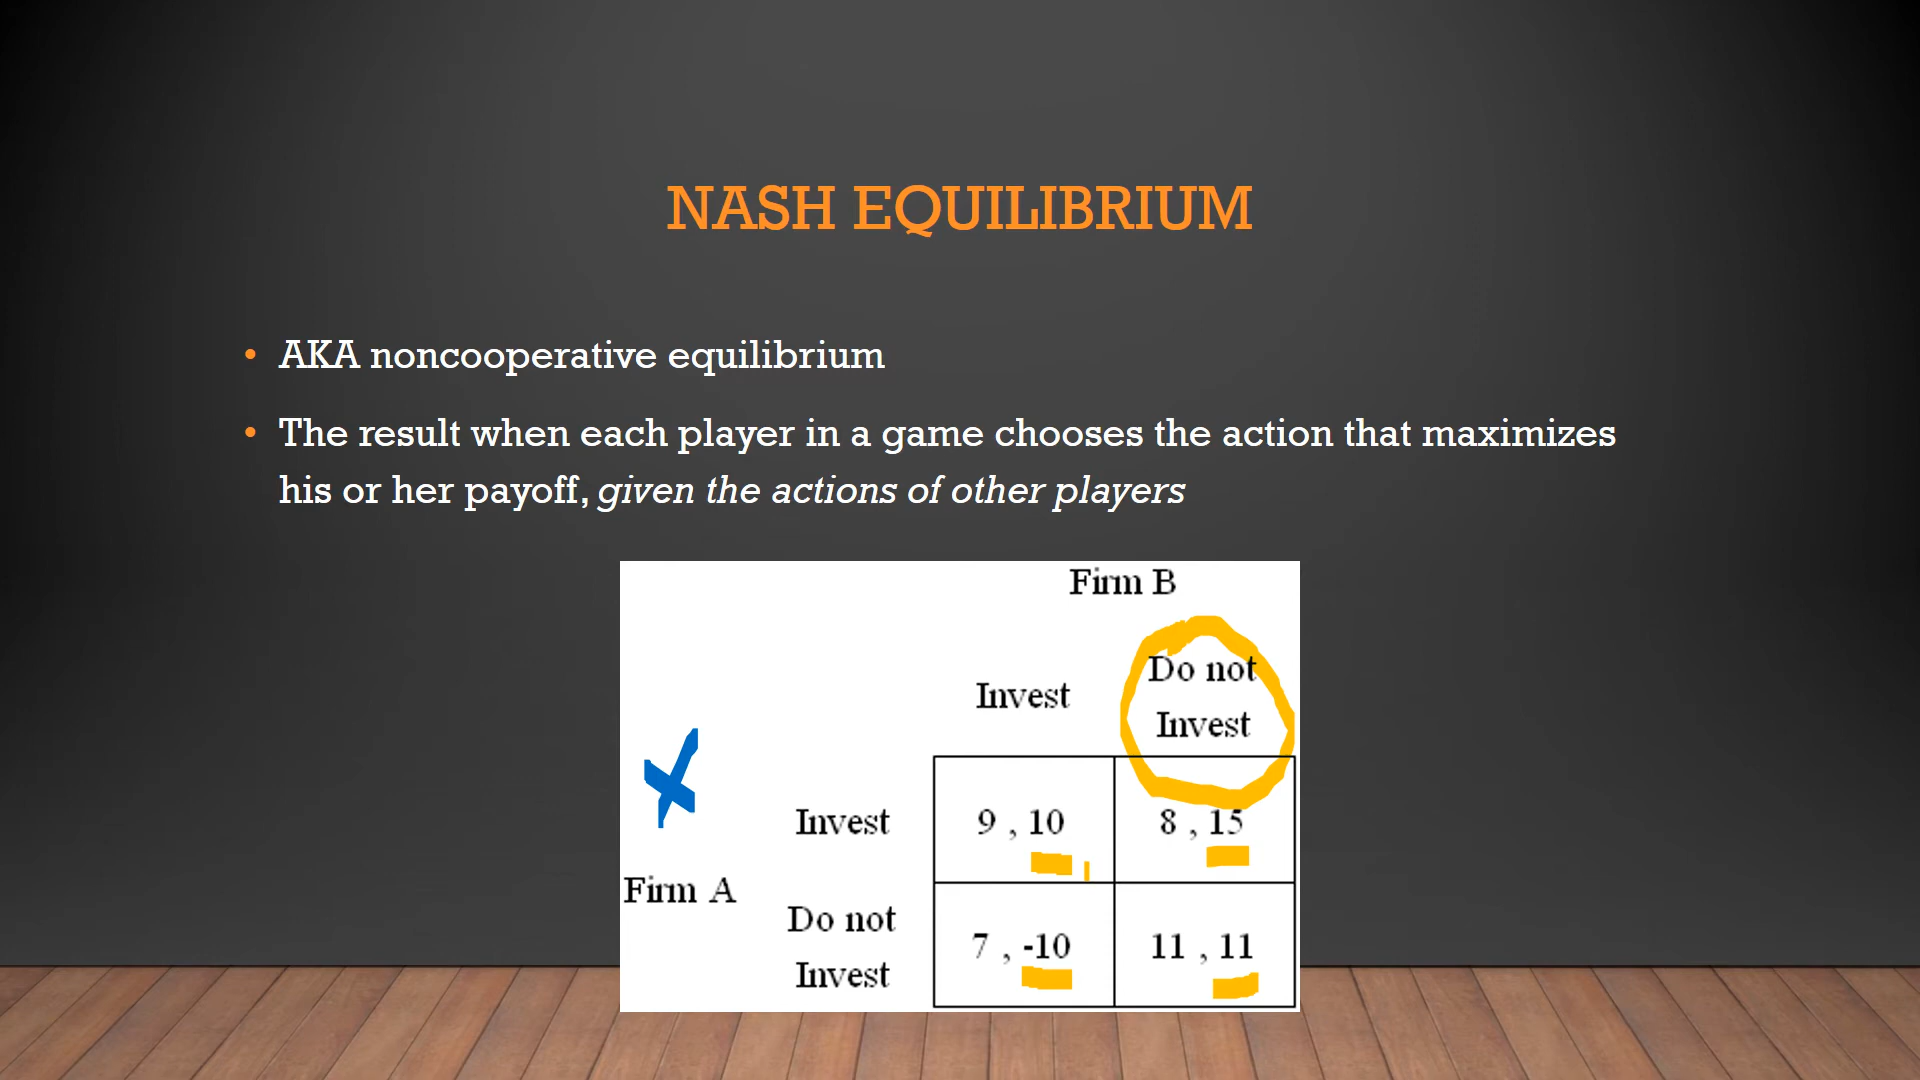 NASH EQUILIBRIUM
• AKA noncooperative equilibrium
• The result when each player in a game chooses the action that maximizes
his or her payoff, given the actions of other players
Firm B
Invest
Do not
Invest
Invest
9 , 10
8 , 15
Firm A
Do not
Invest
7 , -10
11 , 11